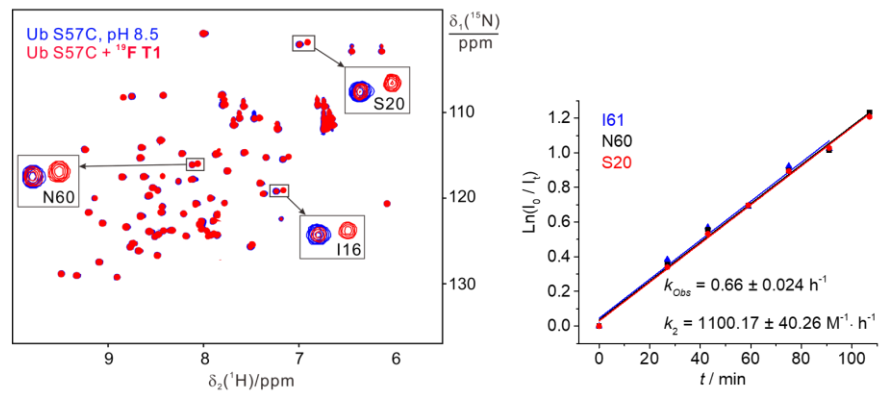 Ub S57C, pH 8.5
Ub S57C + ¹⁹F T1
δ₁(¹⁵N)
ppm
S20
N60
I16
110
120
130
9
8
7
6
δ₂(¹H)/ppm
I61
N60
S20
Ln(I₀ / Iₜ)
1.2
1.0
0.8
0.6
0.4
0.2
0.0
k_Obs = 0.66 ± 0.024 h⁻¹
k₂ = 1100.17 ± 40.26 M⁻¹· h⁻¹
0
20
40
60
80
100
t / min